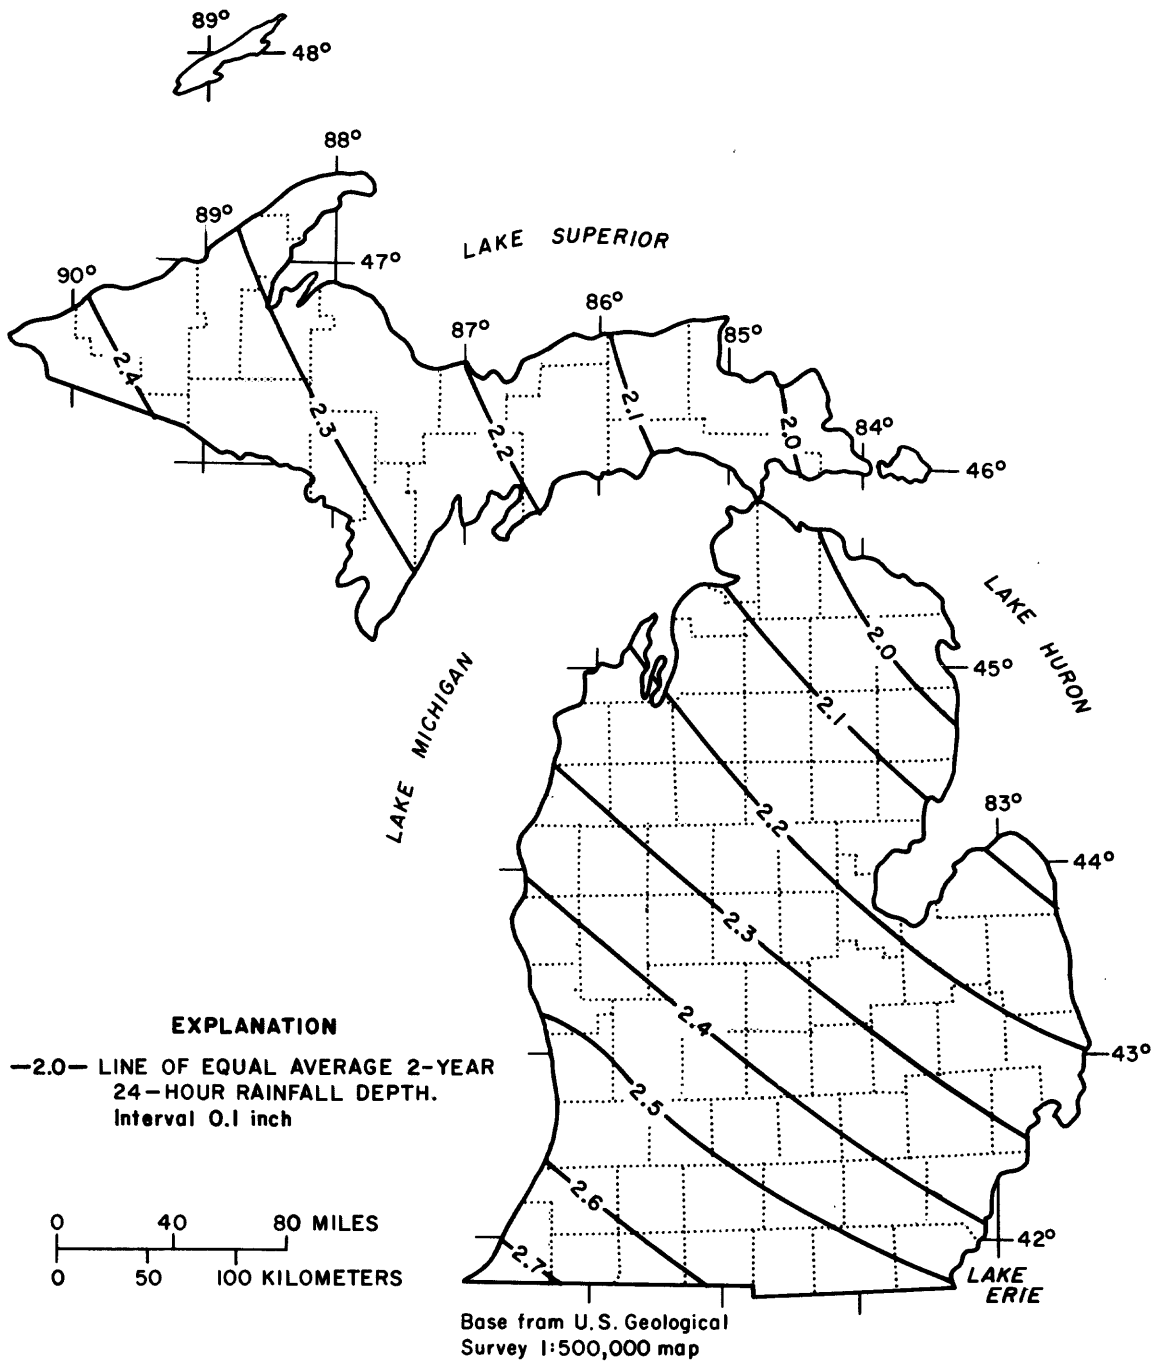 89°
48°
88°
89°
LAKE SUPERIOR
47°
90°
86°
87°
85°
2.4
2.1
2.3
2.0
84°
2.2
46°
LAKE HURON
2.0
45°
LAKE MICHIGAN
2.1
83°
2.2
44°
2.3
2.4
EXPLANATION
—2.0— LINE OF EQUAL AVERAGE 2-YEAR
24-HOUR RAINFALL DEPTH.
Interval 0.1 inch
43°
2.5
2.6
0 40 80 MILES
42°
2.7
0 50 100 KILOMETERS
LAKE
ERIE
Base from U.S. Geological
Survey 1:500,000 map